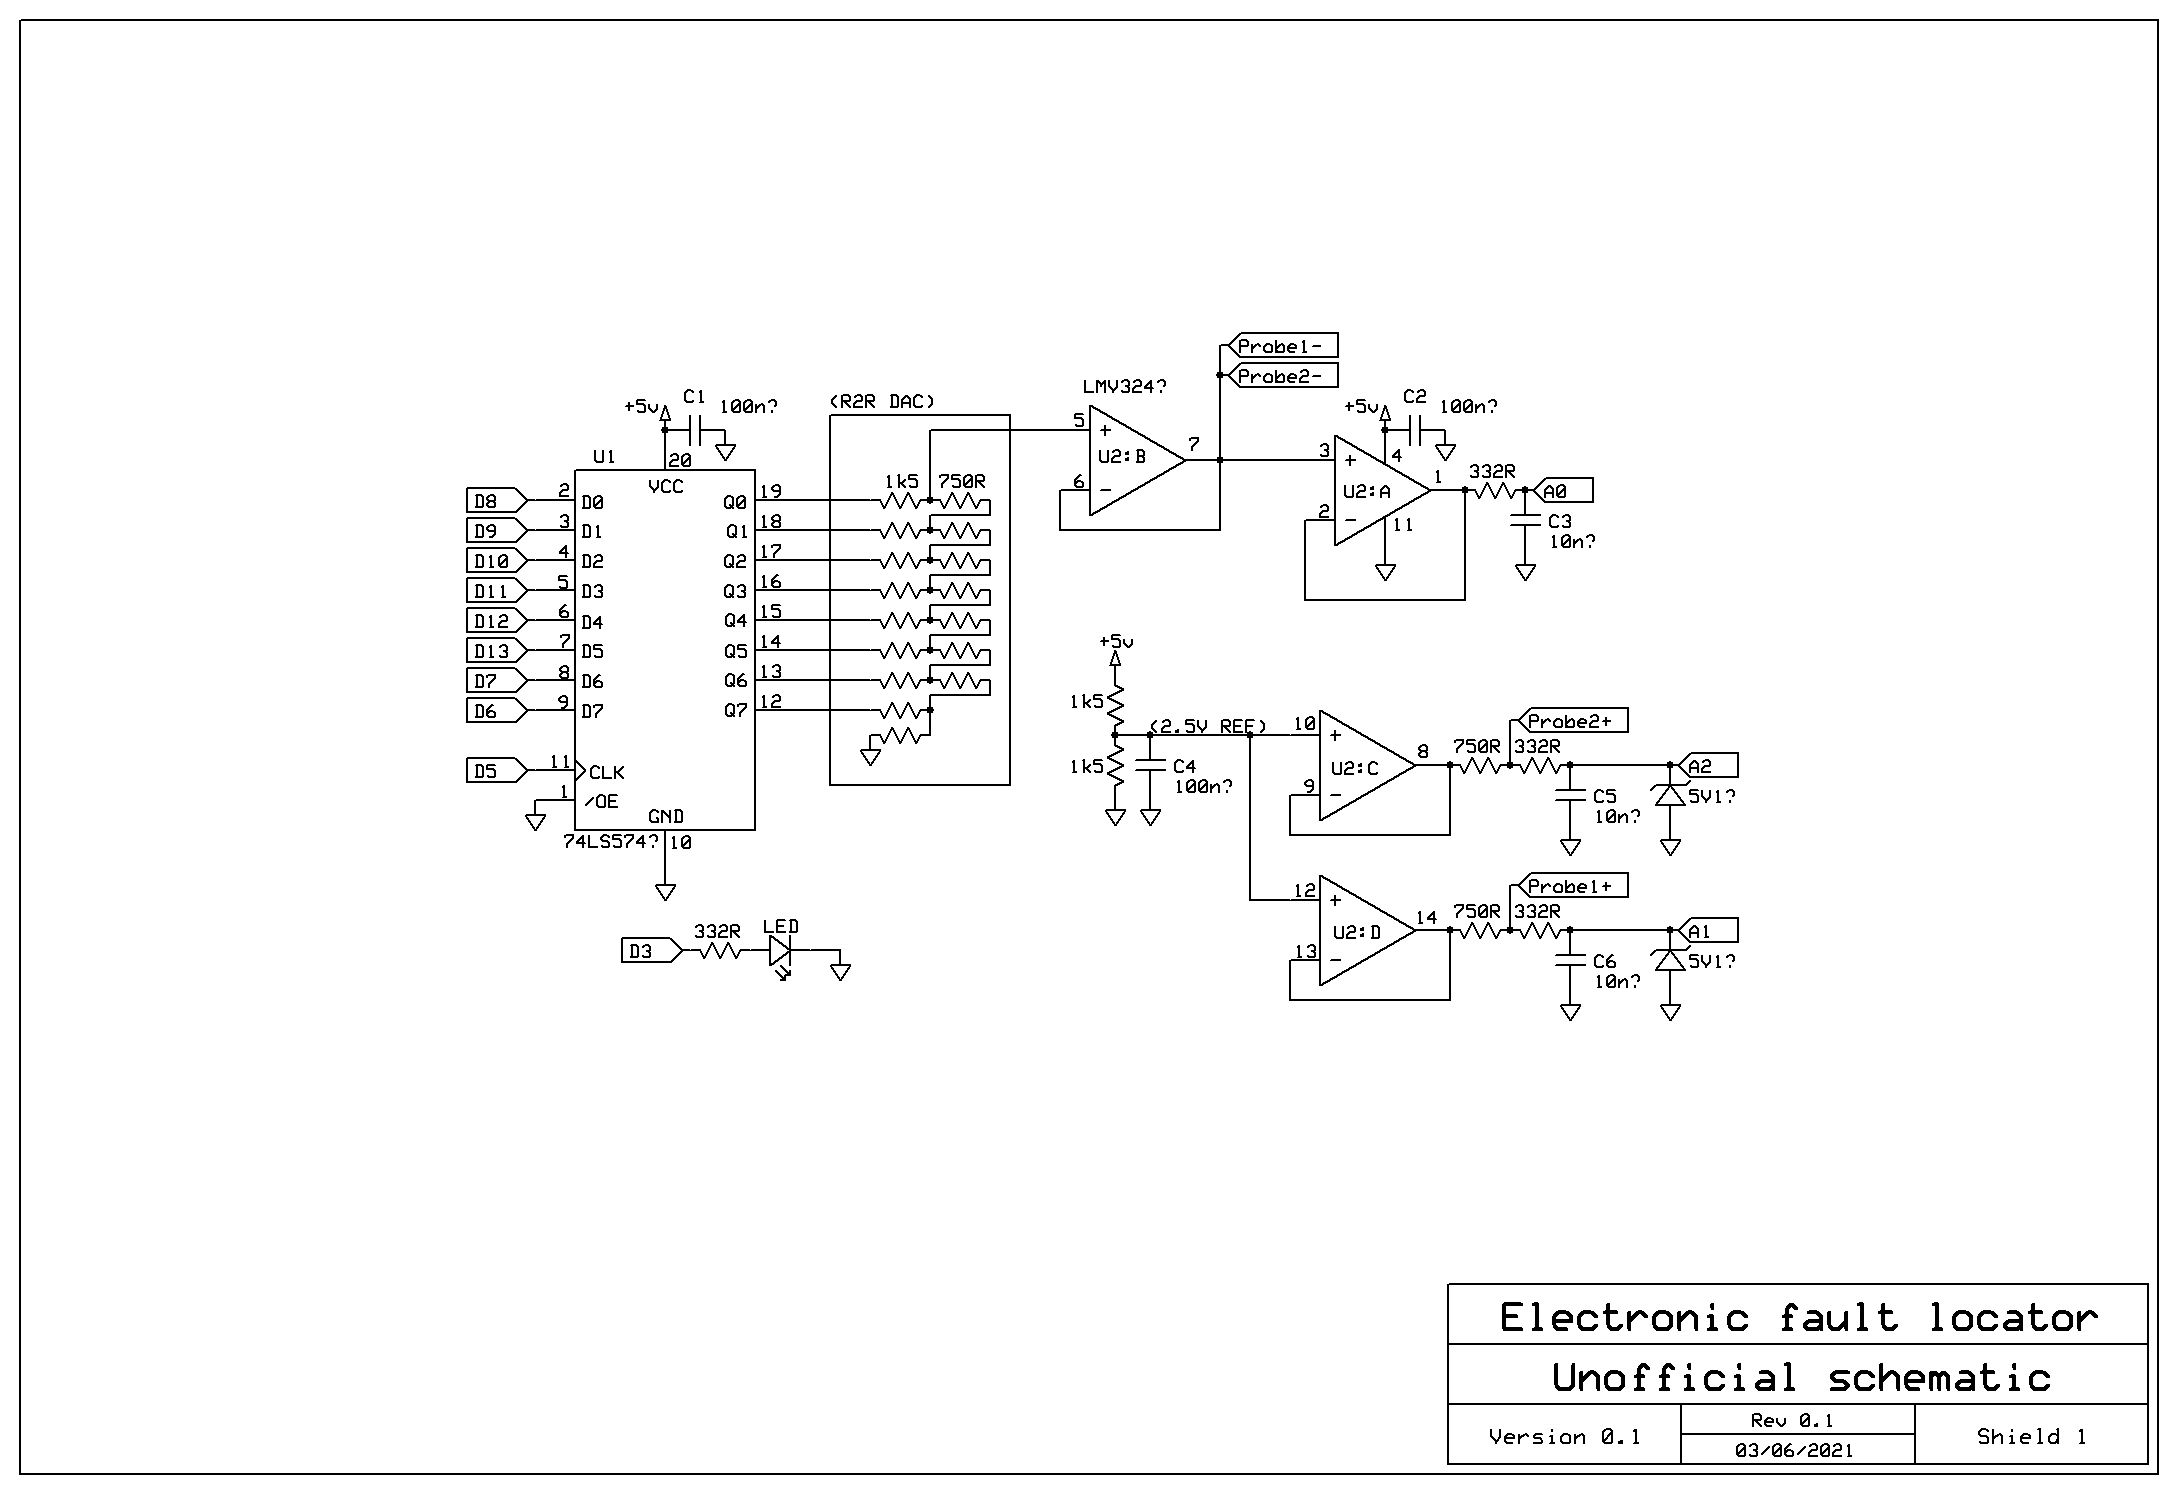 Probe1-
Probe2-
LMV324?
5
+
6
-
U2:B
7
+5v
C1
100n?
(R2R DAC)
+5v
C2
100n?
3
+
4
U2:A
1
2
-
11
332R
A0
C3
10n?
U1
20
VCC
1k5
750R
D8
2
D0
Q0
19
D9
3
D1
Q1
18
D10
4
D2
Q2
17
D11
5
D3
Q3
16
D12
6
D4
Q4
15
D13
7
D5
Q5
14
D7
8
D6
Q6
13
D6
9
D7
Q7
12
D5
11
CLK
1
/OE
GND
74LS574?
10
+5v
1k5
(2.5V REF)
1k5
C4
100n?
10
+
U2:C
8
9
-
750R
332R
Probe2+
A2
C5
10n?
5V1?
12
+
U2:D
14
13
-
750R
332R
Probe1+
A1
C6
10n?
5V1?
D3
332R
LED
Electronic fault locator
Unofficial schematic
Version 0.1
Rev 0.1
03/06/2021
Shield 1